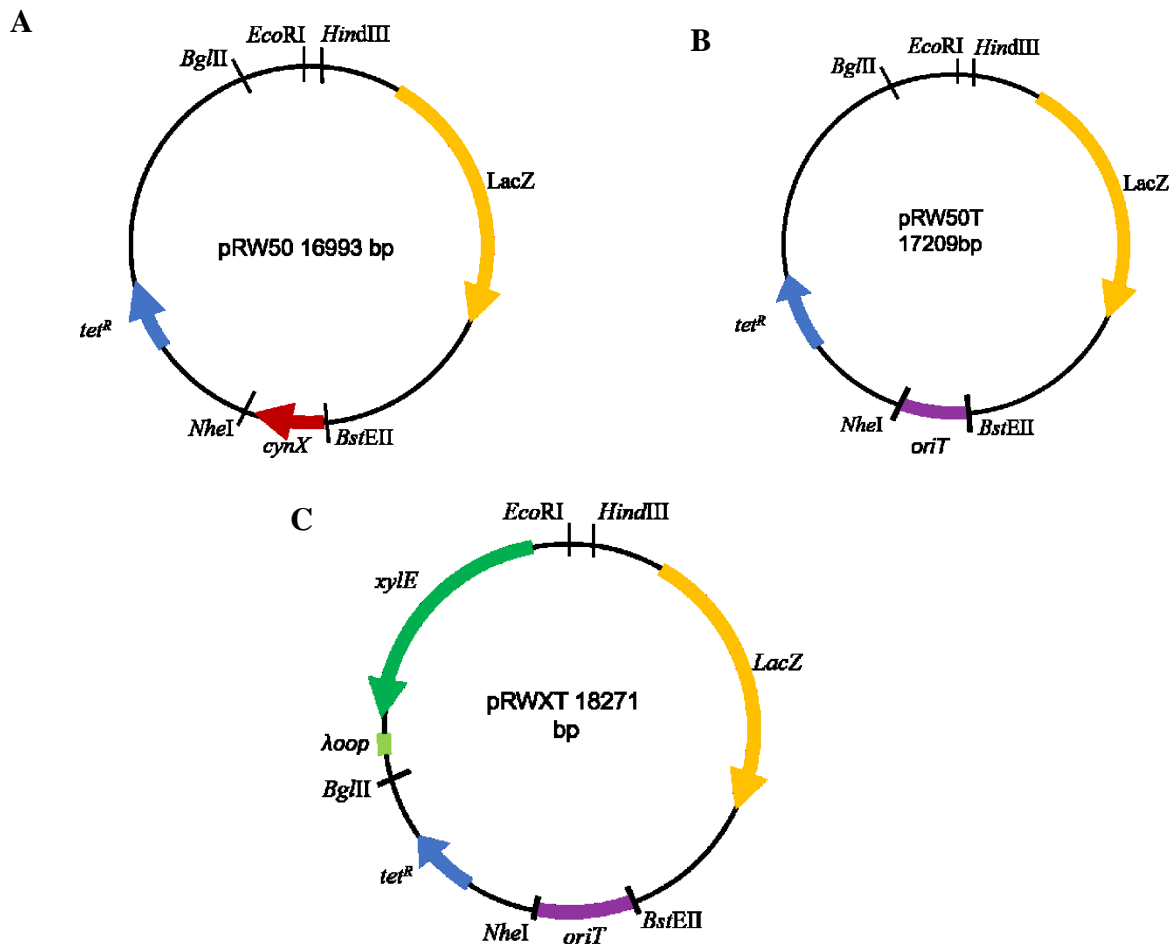 A
BglII
EcoRI
HindIII
LacZ
pRW50 16993 bp
tetR
NheI
cynX
BstEII
B
BglII
EcoRI
HindIII
LacZ
pRW50T
17209bp
tetR
NheI
oriT
BstEII
C
EcoRI
HindIII
xylE
LacZ
pRWXT 18271
bp
λoop
BglII
tetR
NheI
oriT
BstEII